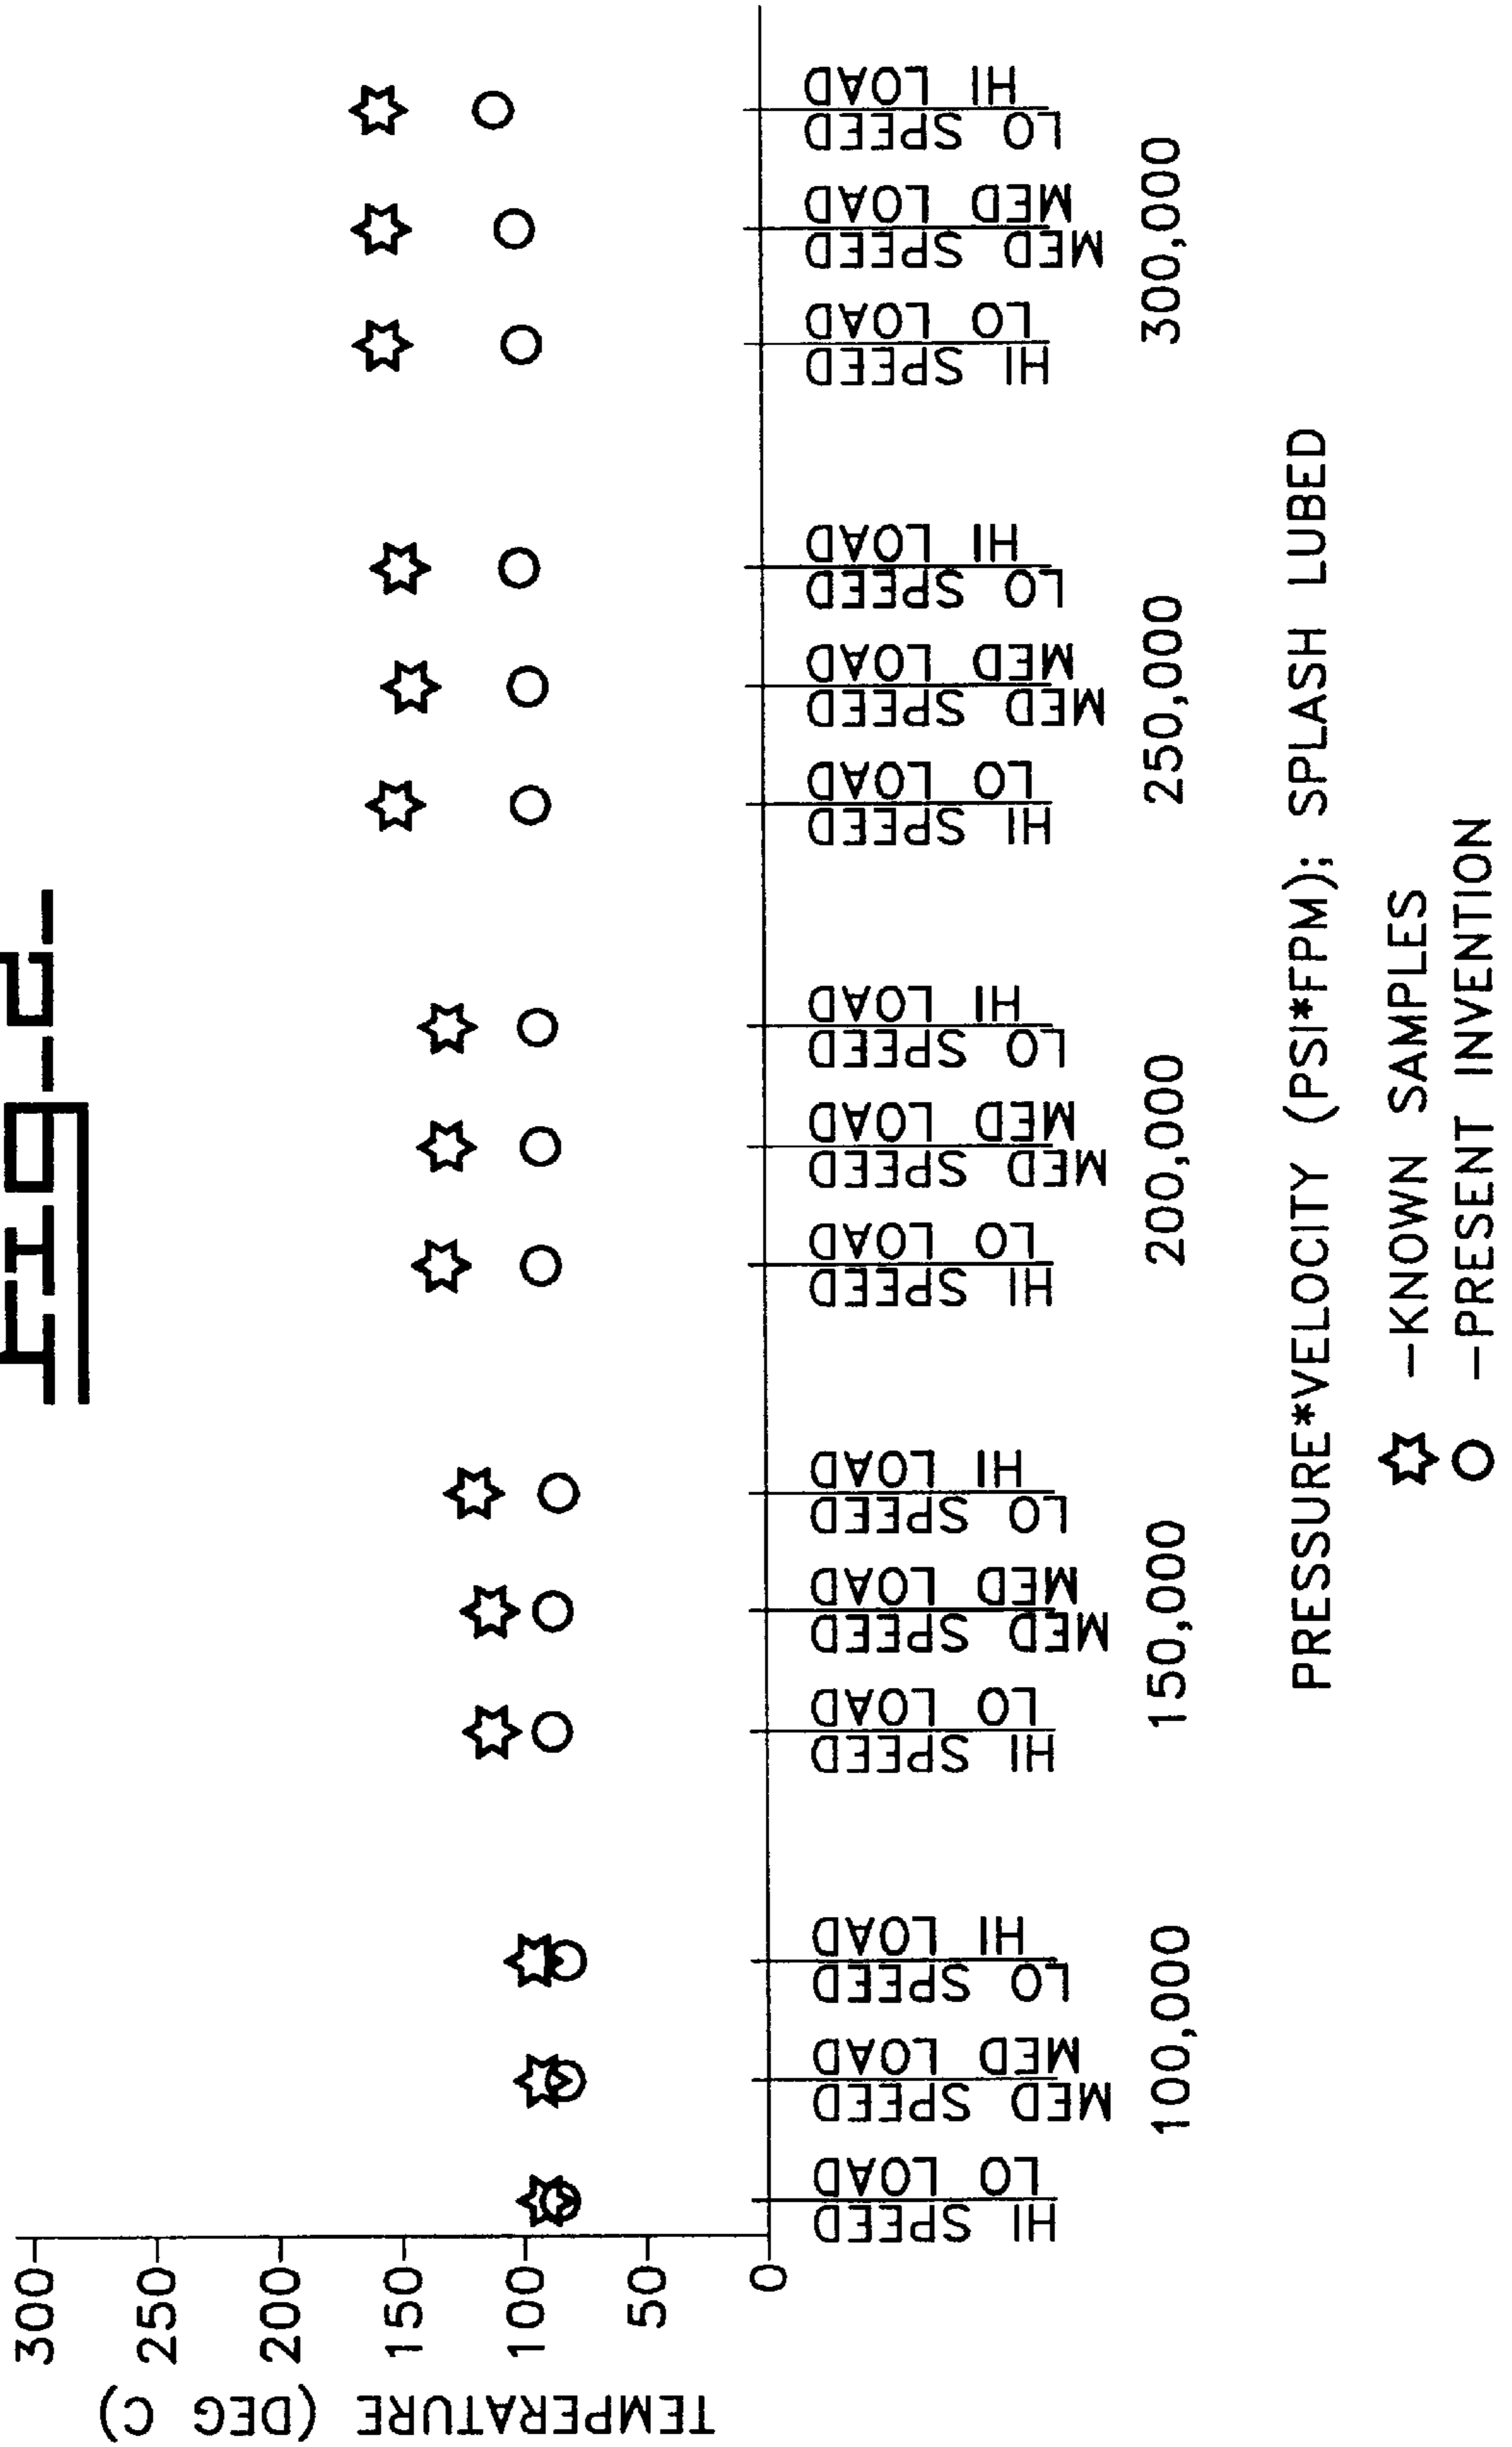 Fig_2_
TEMPERATURE (DEG C)
300
250
200
150
100
50
0
HI SPEED
LO LOAD
MED SPEED
MED LOAD
LO SPEED
HI LOAD
HI SPEED
LO LOAD
MED SPEED
MED LOAD
LO SPEED
HI LOAD
HI SPEED
LO LOAD
MED SPEED
MED LOAD
LO SPEED
HI LOAD
HI SPEED
LO LOAD
MED SPEED
MED LOAD
LO SPEED
HI LOAD
HI SPEED
LO LOAD
MED SPEED
MED LOAD
LO SPEED
HI LOAD
100,000
150,000
200,000
250,000
300,000
PRESSURE*VELOCITY (PSI*FPM); SPLASH LUBED
-KNOWN SAMPLES
-PRESENT INVENTION